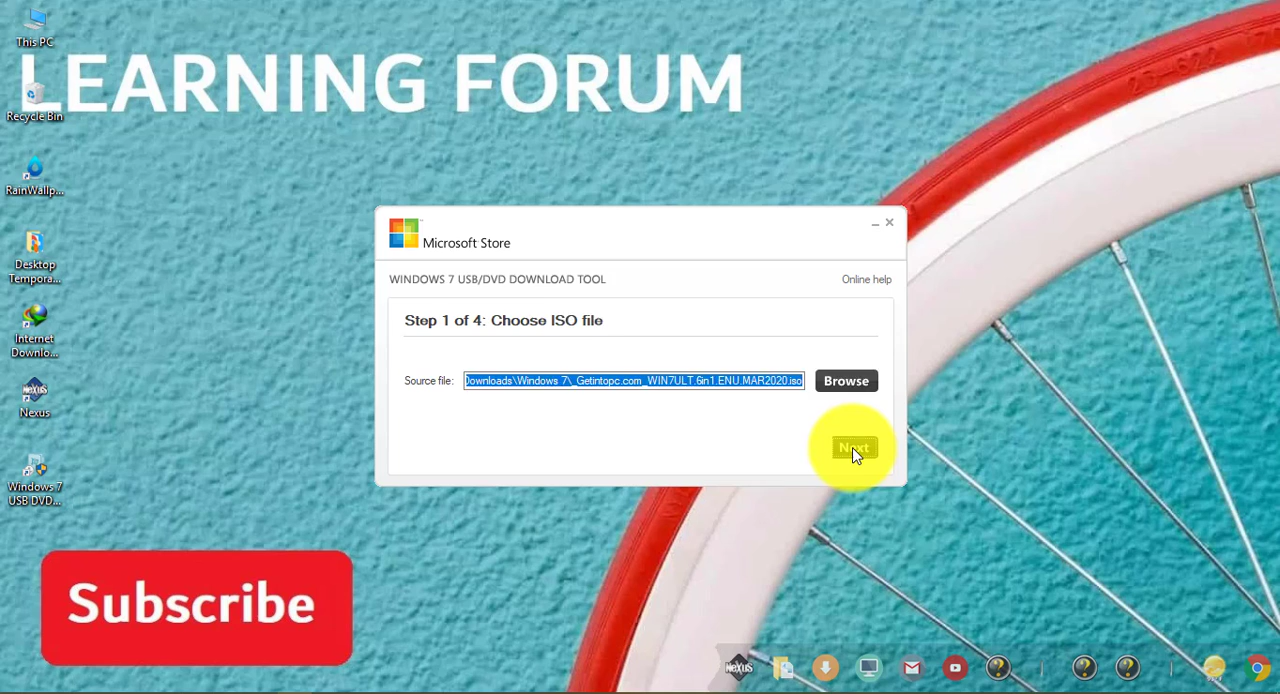 This PC
LEARNING FORUM
Recycle Bin
RainWallp...
Desktop
Tempora...
Internet
Downlo...
NeXuS
Nexus
Windows 7
USB DVD...
Microsoft Store
WINDOWS 7 USB/DVD DOWNLOAD TOOL
Online help
Step 1 of 4: Choose ISO file
Source file:
Downloads\Windows 7\_Getintopc.com_WIN7ULT.6in1.ENU.MAR2020.iso
Browse
Next
Subscribe
NeXuS